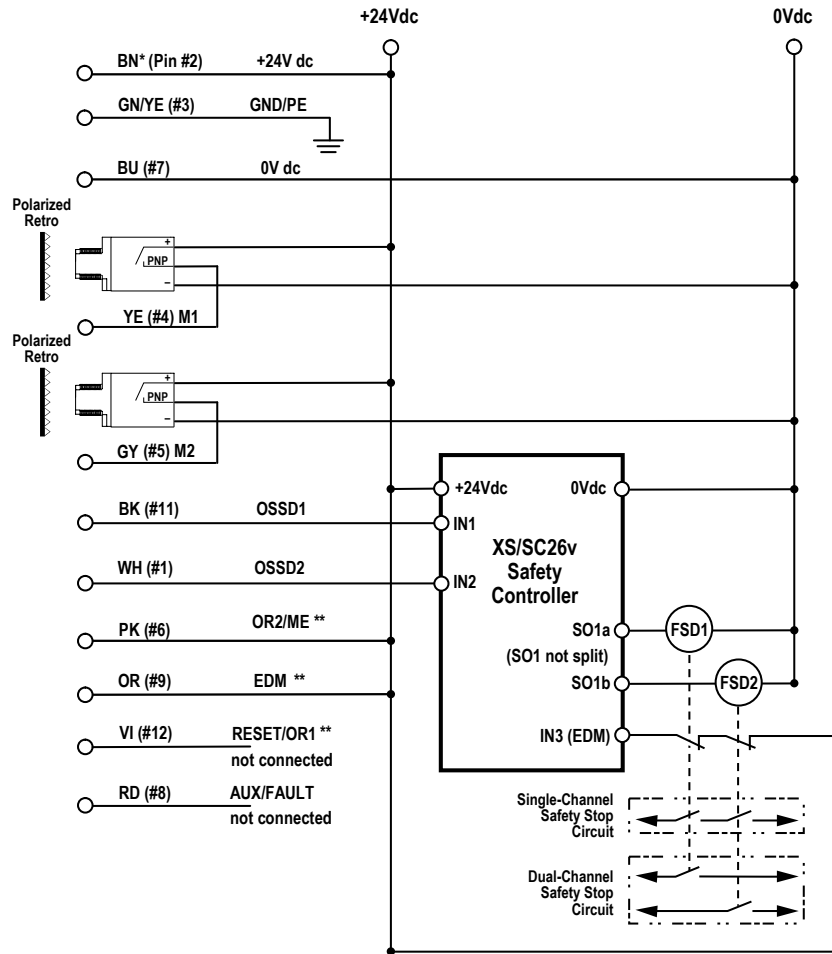 +24Vdc
0Vdc
BN* (Pin #2) +24V dc
GN/YE (#3) GND/PE
BU (#7) 0V dc
Polarized
Retro
+
PNP
–
YE (#4) M1
Polarized
Retro
+
PNP
–
GY (#5) M2
+24Vdc 0Vdc
BK (#11) OSSD1
IN1
XS/SC26v
Safety
Controller
WH (#1) OSSD2
IN2
PK (#6) OR2/ME **
SO1a
FSD1
(SO1 not split)
OR (#9) EDM **
SO1b
FSD2
VI (#12) RESET/OR1 **
not connected
IN3 (EDM)
RD (#8) AUX/FAULT
not connected
Single-Channel
Safety Stop
Circuit
Dual-Channel
Safety Stop
Circuit